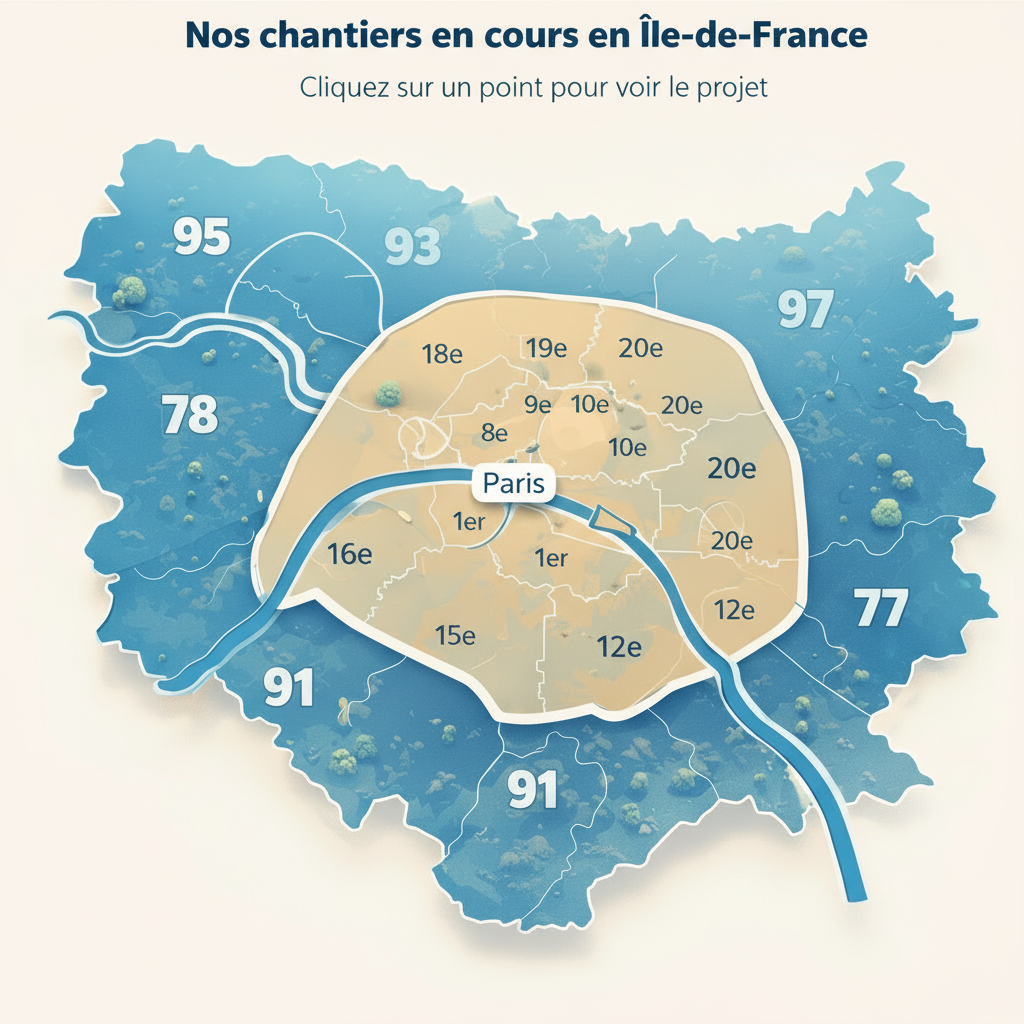 Nos chantiers en cours en Île-de-France
Cliquez sur un point pour voir le projet
95
93
97
18e
19e
20e
78
9e
10e
20e
8e
10e
20e
Paris
1er
16e
1er
20e
12e
77
15e
12e
91
91